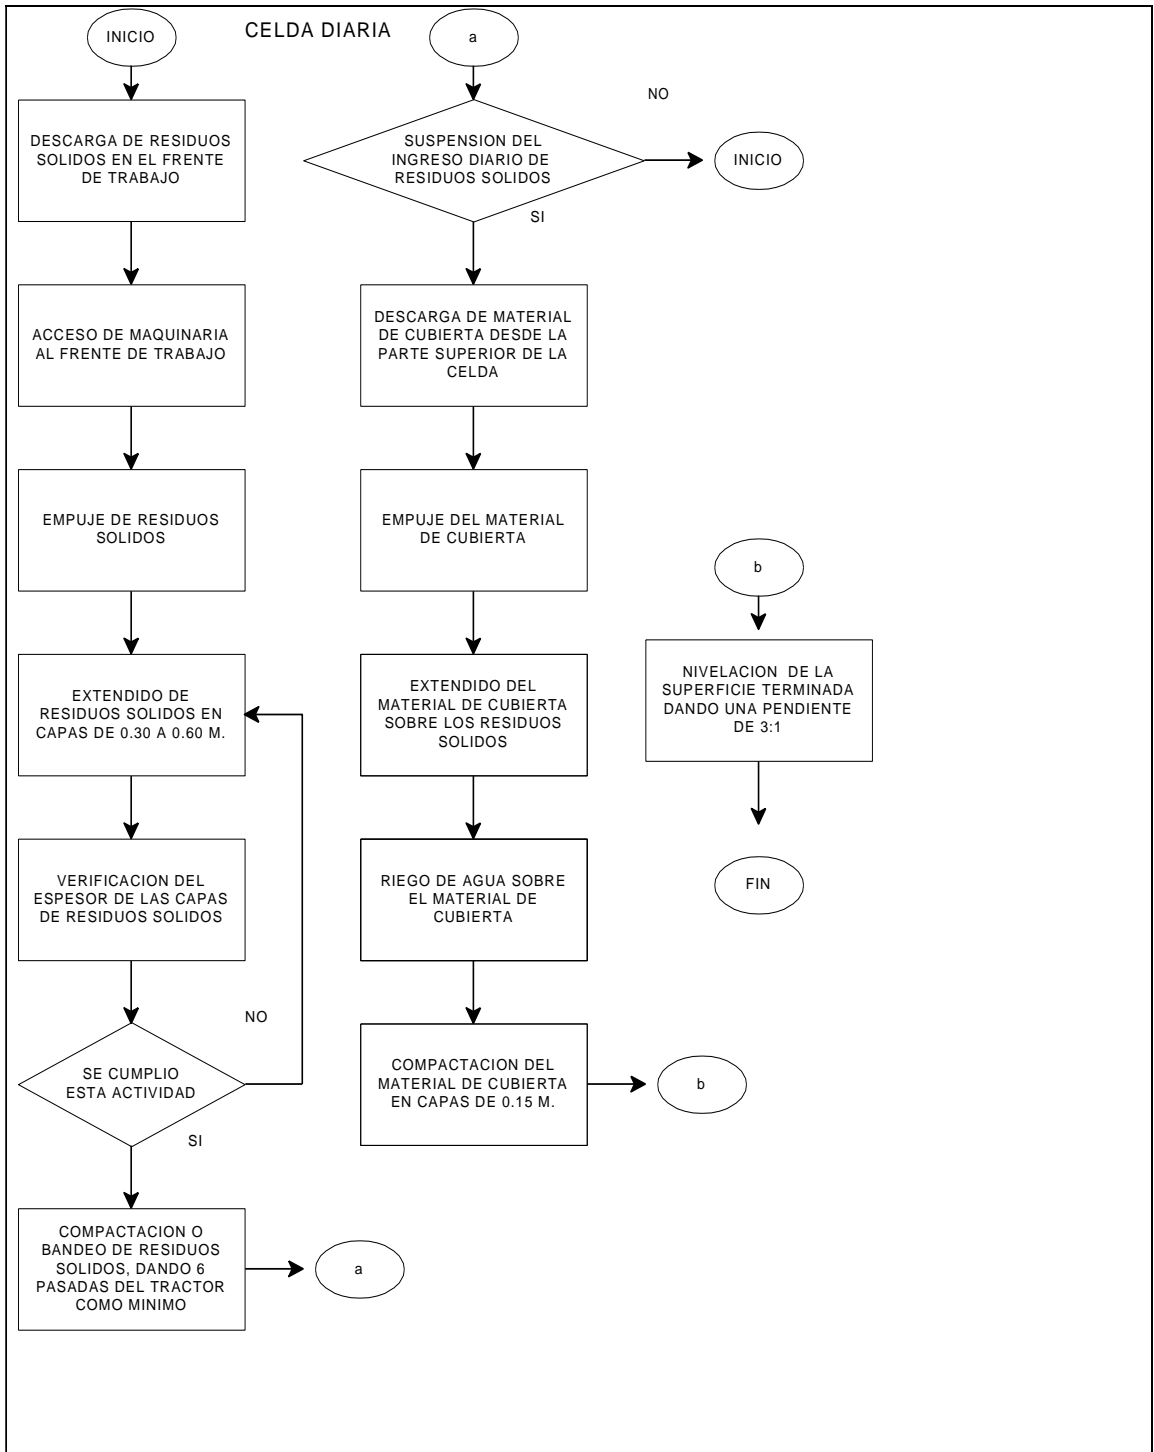 CELDA DIARIA
INICIO
DESCARGA DE RESIDUOS
SOLIDOS EN EL FRENTE
DE TRABAJO
ACCESO DE MAQUINARIA
AL FRENTE DE TRABAJO
EMPUJE DE RESIDUOS
SOLIDOS
EXTENDIDO DE
RESIDUOS SOLIDOS EN
CAPAS DE 0.30 A 0.60 M.
VERIFICACION DEL
ESPESOR DE LAS CAPAS
DE RESIDUOS SOLIDOS
NO
SE CUMPLIO
ESTA ACTIVIDAD
SI
COMPACTACION O
BANDEO DE RESIDUOS
SOLIDOS, DANDO 6
PASADAS DEL TRACTOR
COMO MINIMO
a
a
NO
SUSPENSION DEL
INGRESO DIARIO DE
RESIDUOS SOLIDOS
INICIO
SI
DESCARGA DE MATERIAL
DE CUBIERTA DESDE LA
PARTE SUPERIOR DE LA
CELDA
EMPUJE DEL MATERIAL
DE CUBIERTA
EXTENDIDO DEL
MATERIAL DE CUBIERTA
SOBRE LOS RESIDUOS
SOLIDOS
RIEGO DE AGUA SOBRE
EL MATERIAL DE
CUBIERTA
COMPACTACION DEL
MATERIAL DE CUBIERTA
EN CAPAS DE 0.15 M.
b
b
NIVELACION DE LA
SUPERFICIE TERMINADA
DANDO UNA PENDIENTE
DE 3:1
FIN